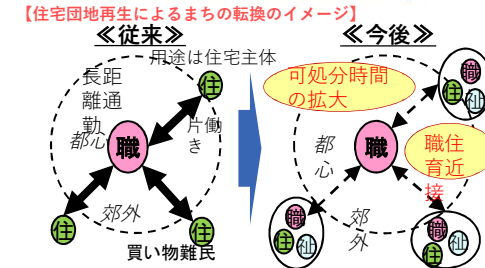 【住宅団地再生によるまちの転換のイメージ】
≪従来≫
≪今後≫
用途は住宅主体
長距
離通
勤
住
片働
き
都心
職
郊外
住
住
買い物難民
可処分時間
の拡大
職
住
祉
都
心
職
職住
育近
接
郊
外
職
住
祉
職
住
祉